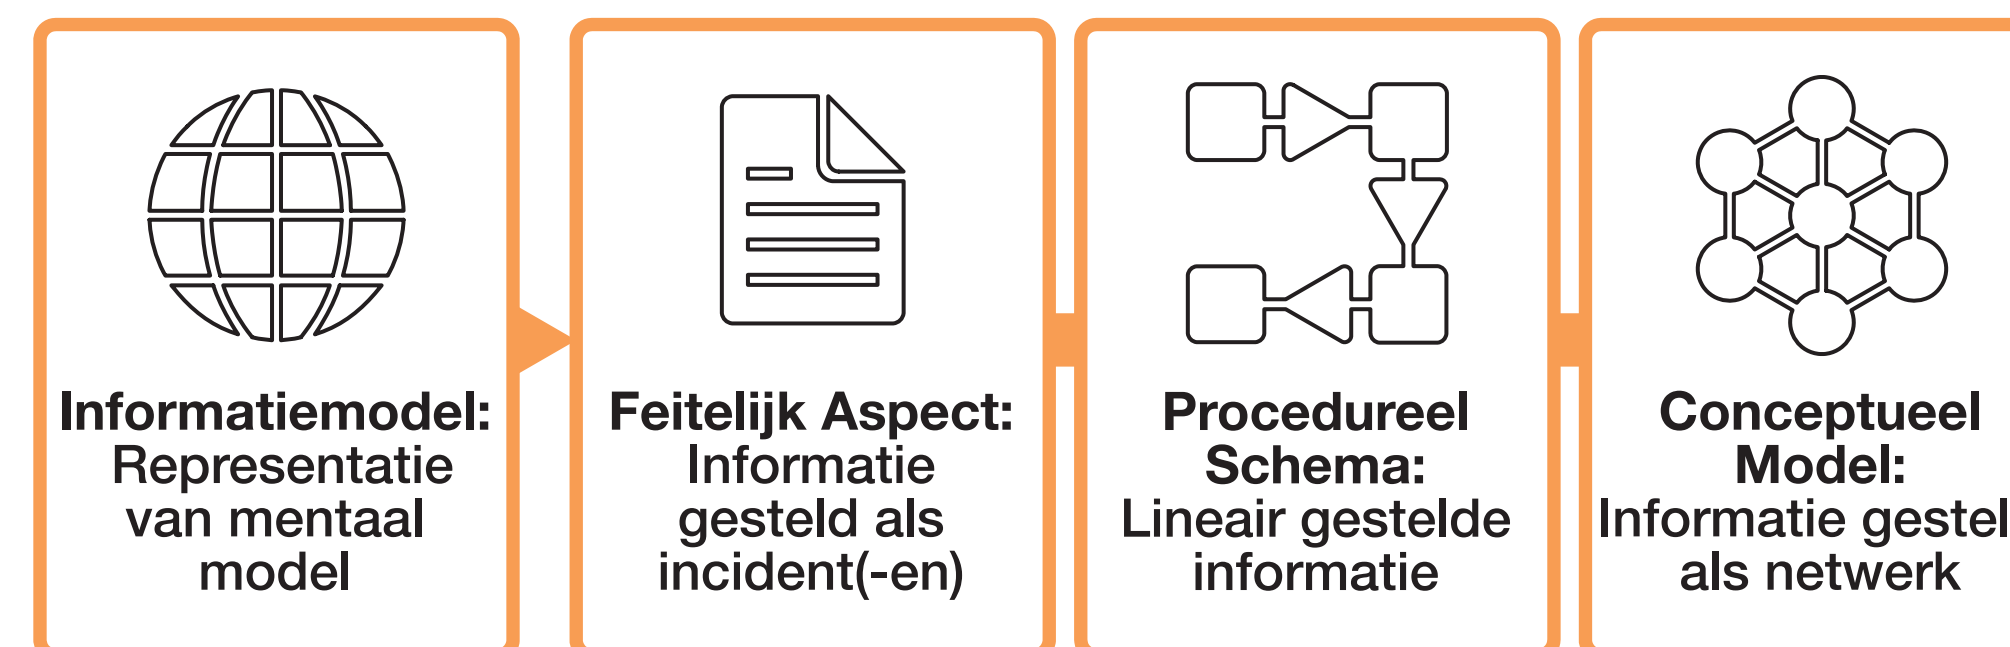 Informatiemodel:
Representatie
van mentaal
model
Feitelijk Aspect:
Informatie
gesteld als
incident(-en)
Procedureel
Schema:
Lineair gestelde
informatie
Conceptueel
Model:
Informatie
als netwerk